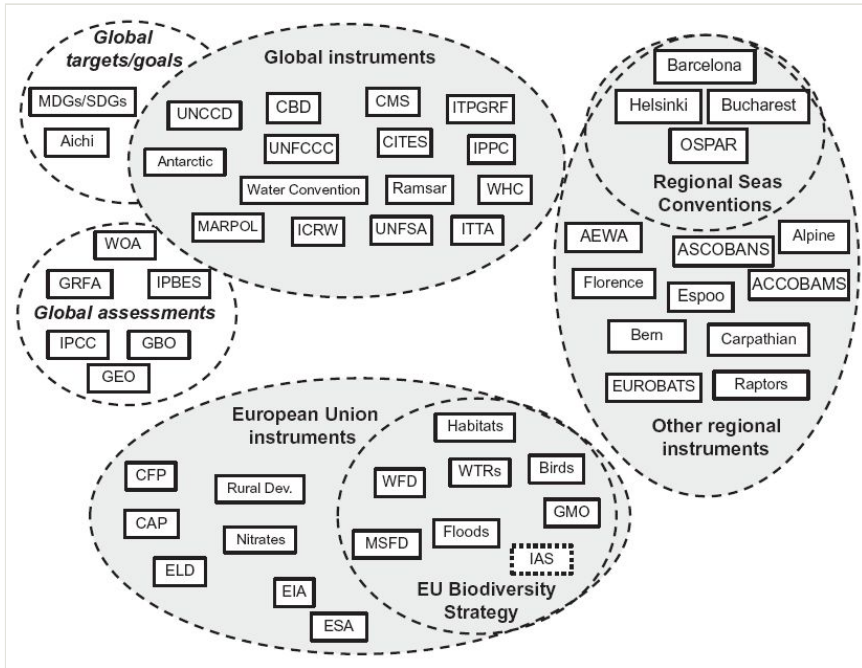 Global
targets/goals
MDGs/SDGs
Aichi
Global instruments
UNCCD
CBD
CMS
ITPGRF
Antarctic
UNFCCC
CITES
IPPC
Water Convention
Ramsar
WHC
MARPOL
ICRW
UNFSA
ITTA
Barcelona
Helsinki
Bucharest
OSPAR
Regional Seas
Conventions
AEWA
ASCOBANS
Alpine
Florence
Espoo
ACCOBAMS
Bern
Carpathian
EUROBATS
Raptors
Other regional
instruments
WOA
GRFA
IPBES
Global assessments
IPCC
GBO
GEO
European Union
instruments
CFP
Rural Dev.
CAP
Nitrates
ELD
EIA
ESA
Habitats
WFD
WTRs
Birds
GMO
MSFD
Floods
IAS
EU Biodiversity
Strategy